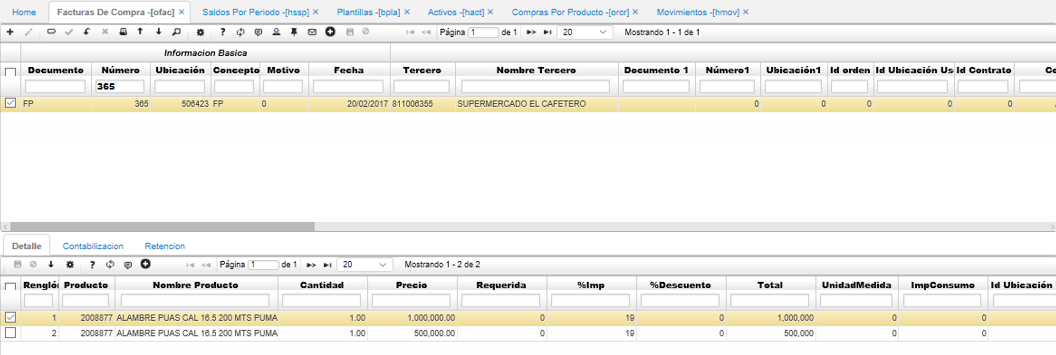 Home Facturas De Compra -[ofac] × Saldos Por Periodo -[hssp] × Plantillas -[bpla] × Activos -[hact] × Compras Por Producto -[orcr] × Movimientos -[hmov] ×
Página 1 de 1 20 Mostrando 1 - 1 de 1
Informacion Basica
Documento Número Ubicación Concepto Motivo Fecha Tercero Nombre Tercero Documento 1 Número1 Ubicación1 Id orden Id Ubicación Us Id Contrato Co
365
FP 365 506423 FP 0 20/02/2017 811006355 SUPERMERCADO EL CAFETERO 0 0 0 0 0
Detalle Contabilizacion Retencion
Página 1 de 1 20 Mostrando 1 - 2 de 2
Rengló Producto Nombre Producto Cantidad Precio Requerida %Imp %Descuento Total UnidadMedida ImpConsumo Id Ubicación
1 2008877 ALAMBRE PUAS CAL 16.5 200 MTS PUMA 1.00 1,000,000.00 0 19 0 1,000,000 0 0
2 2008877 ALAMBRE PUAS CAL 16.5 200 MTS PUMA 1.00 500,000.00 0 19 0 500,000 0 0